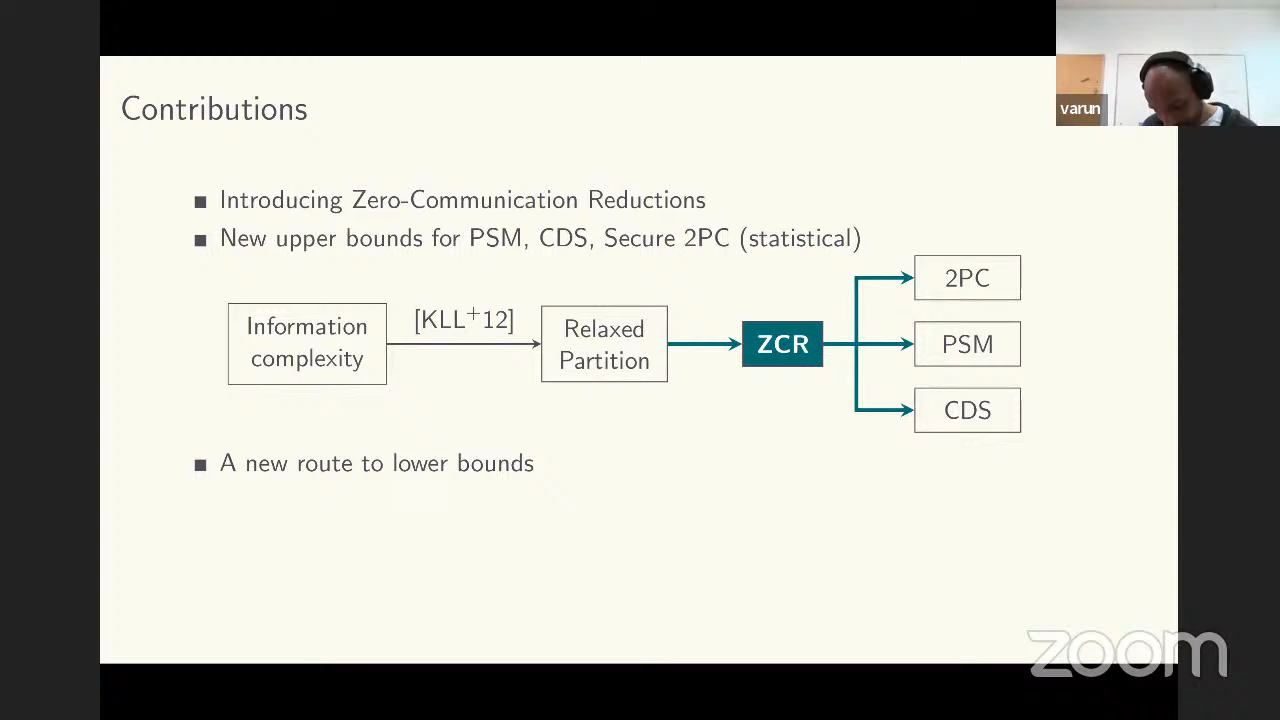 varun
Contributions
Introducing Zero-Communication Reductions
New upper bounds for PSM, CDS, Secure 2PC (statistical)
Information
complexity
[KLL+12]
Relaxed
Partition
ZCR
2PC
PSM
CDS
A new route to lower bounds
zoom